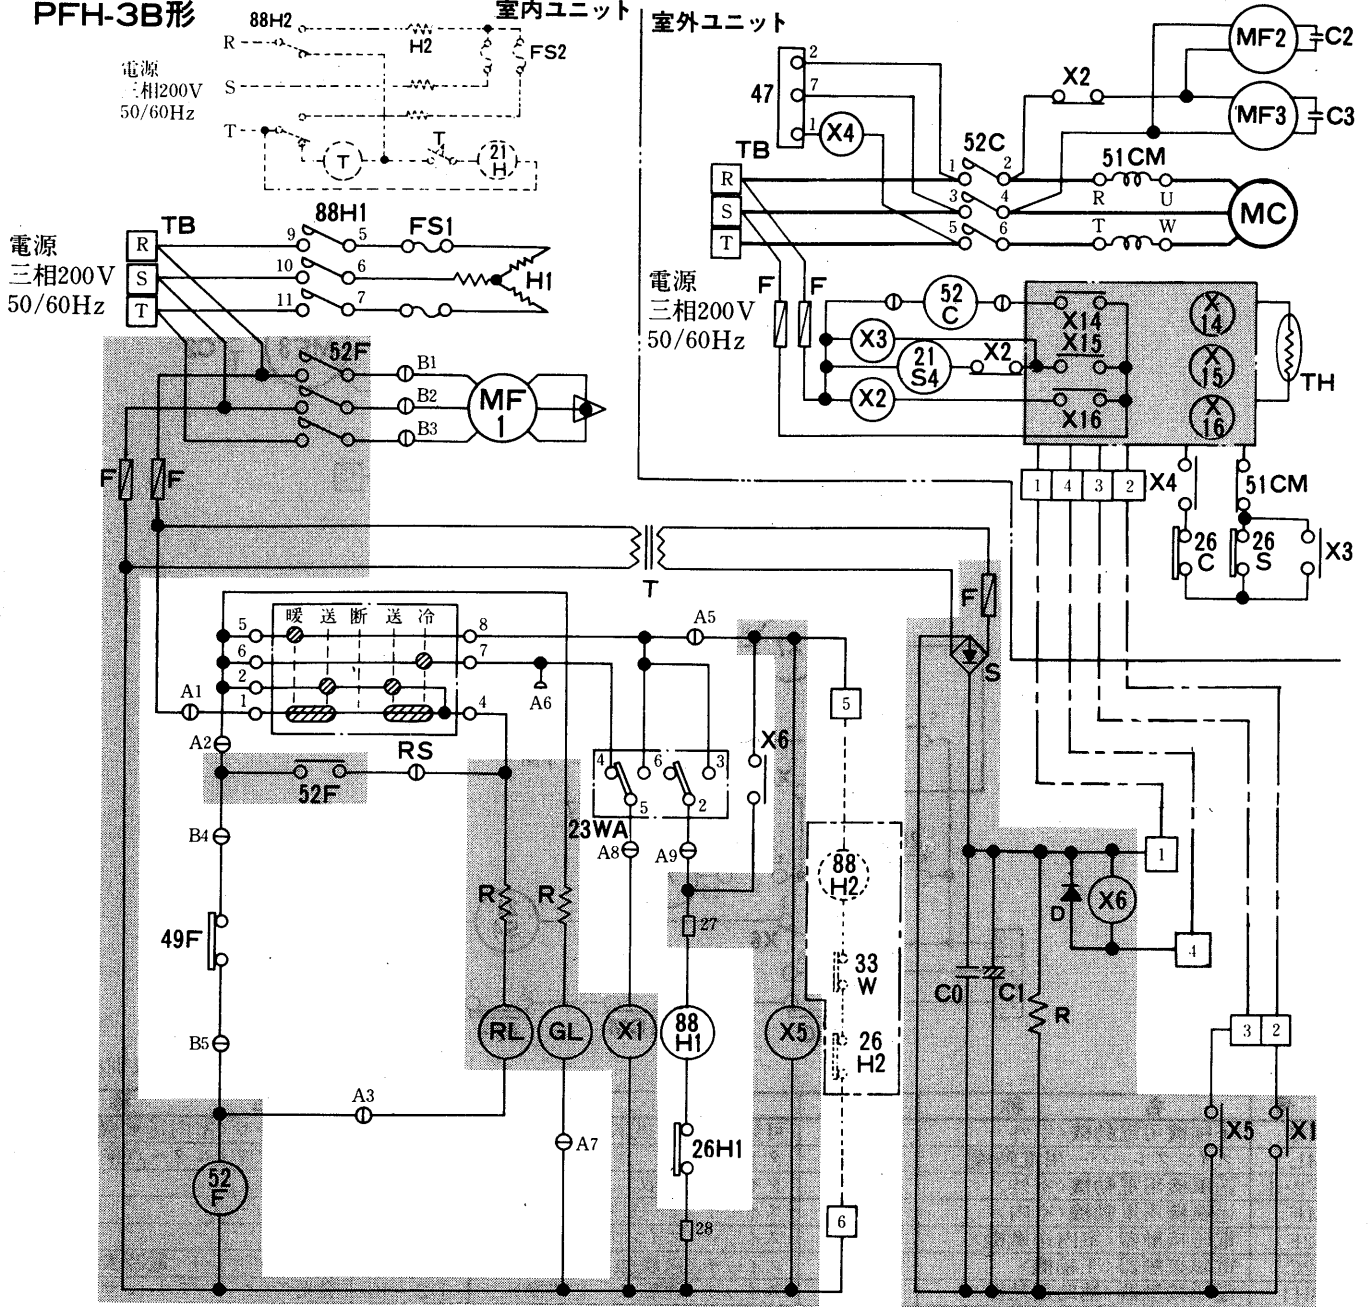 PFH-3B形
室内ユニット
室外ユニット
88H2
R
H2
FS2
電源
三相200V
50/60Hz
S
T
T
T
21
H
TB
88H1
FS1
電源
三相200V
50/60Hz
R
9
5
S
10
6
H1
T
11
7
52F
B1
B2
B3
MF
1
F
F
47
2
7
1
X4
X2
MF2
C2
MF3
C3
TB
52C
51CM
R
1
2
R
U
S
3
4
MC
T
5
6
T
W
電源
三相200V
50/60Hz
F
F
52
C
X3
21
S4
X2
X2
X14
X15
X16
X
14
X
15
X
16
TH
1
4
3
2
X4
51CM
26
C
26
S
X3
T
F
S
暖
送
断
送
冷
5
8
6
7
2
1
4
A1
A2
A5
A6
RS
52F
B4
49F
B5
A3
52
F
R
R
RL
GL
A7
4
6
3
5
2
23WA
A8
A9
X6
27
X1
88
H1
26H1
28
X5
5
88
H2
33
W
26
H2
6
1
D
X6
4
C0
C1
R
3
2
X5
X1